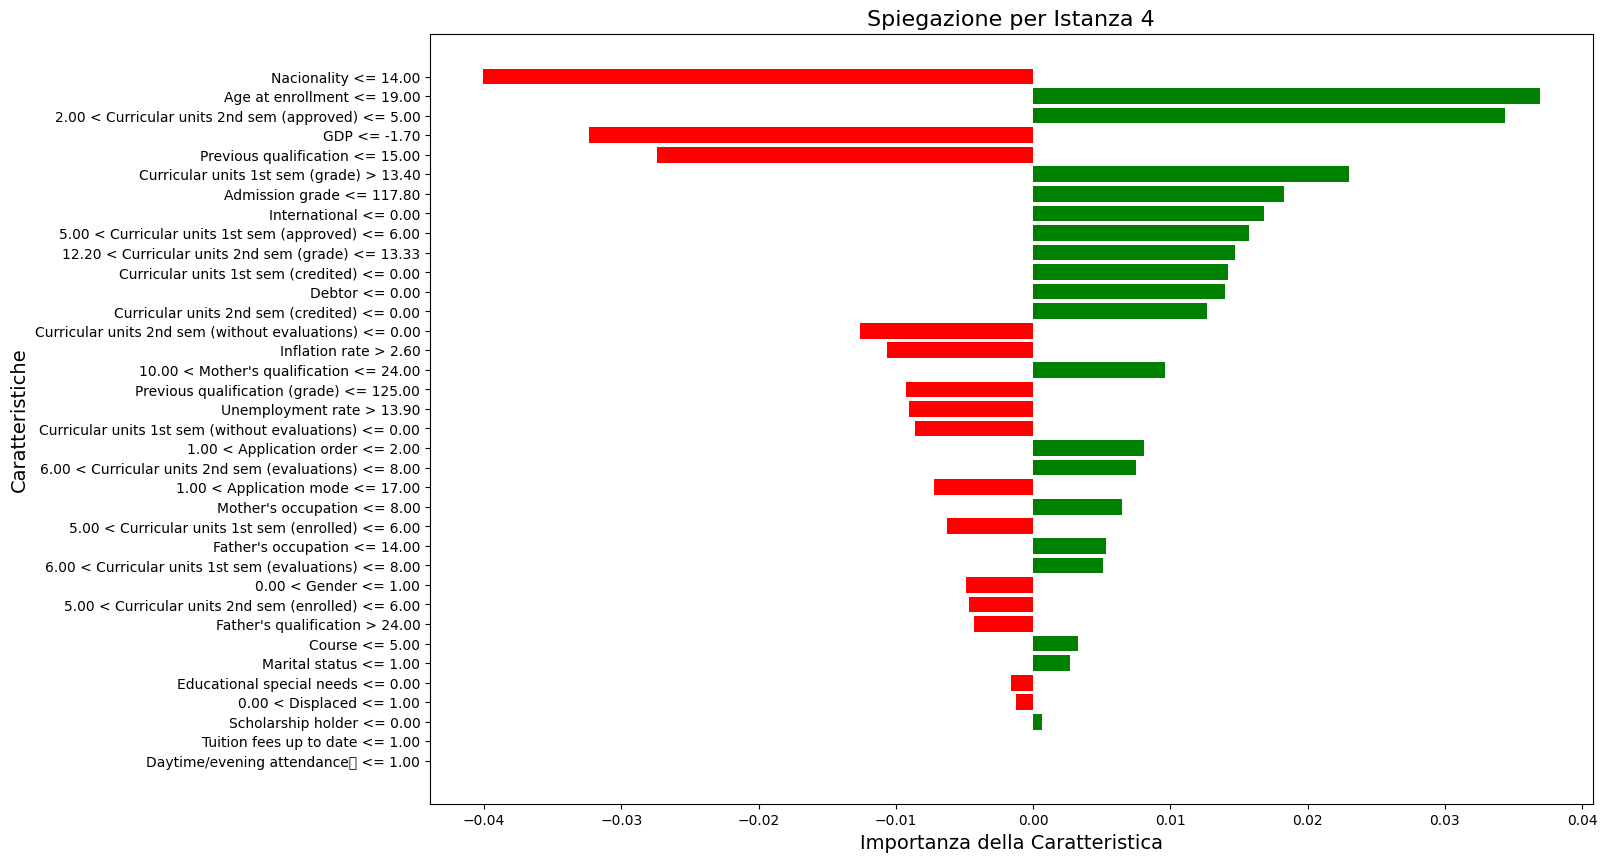 Spiegazione per Istanza 4
Nacionality <= 14.00
Age at enrollment <= 19.00
2.00 < Curricular units 2nd sem (approved) <= 5.00
GDP <= -1.70
Previous qualification <= 15.00
Curricular units 1st sem (grade) > 13.40
Admission grade <= 117.80
International <= 0.00
5.00 < Curricular units 1st sem (approved) <= 6.00
12.20 < Curricular units 2nd sem (grade) <= 13.33
Curricular units 1st sem (credited) <= 0.00
Debtor <= 0.00
Curricular units 2nd sem (credited) <= 0.00
Curricular units 2nd sem (without evaluations) <= 0.00
Inflation rate > 2.60
10.00 < Mother's qualification <= 24.00
Previous qualification (grade) <= 125.00
Unemployment rate > 13.90
Curricular units 1st sem (without evaluations) <= 0.00
1.00 < Application order <= 2.00
6.00 < Curricular units 2nd sem (evaluations) <= 8.00
1.00 < Application mode <= 17.00
Mother's occupation <= 8.00
5.00 < Curricular units 1st sem (enrolled) <= 6.00
Father's occupation <= 14.00
6.00 < Curricular units 1st sem (evaluations) <= 8.00
0.00 < Gender <= 1.00
5.00 < Curricular units 2nd sem (enrolled) <= 6.00
Father's qualification > 24.00
Course <= 5.00
Marital status <= 1.00
Educational special needs <= 0.00
0.00 < Displaced <= 1.00
Scholarship holder <= 0.00
Tuition fees up to date <= 1.00
Daytime/evening attendance▯ <= 1.00
Caratteristiche
−0.04 −0.03 −0.02 −0.01 0.00 0.01 0.02 0.03 0.04
Importanza della Caratteristica